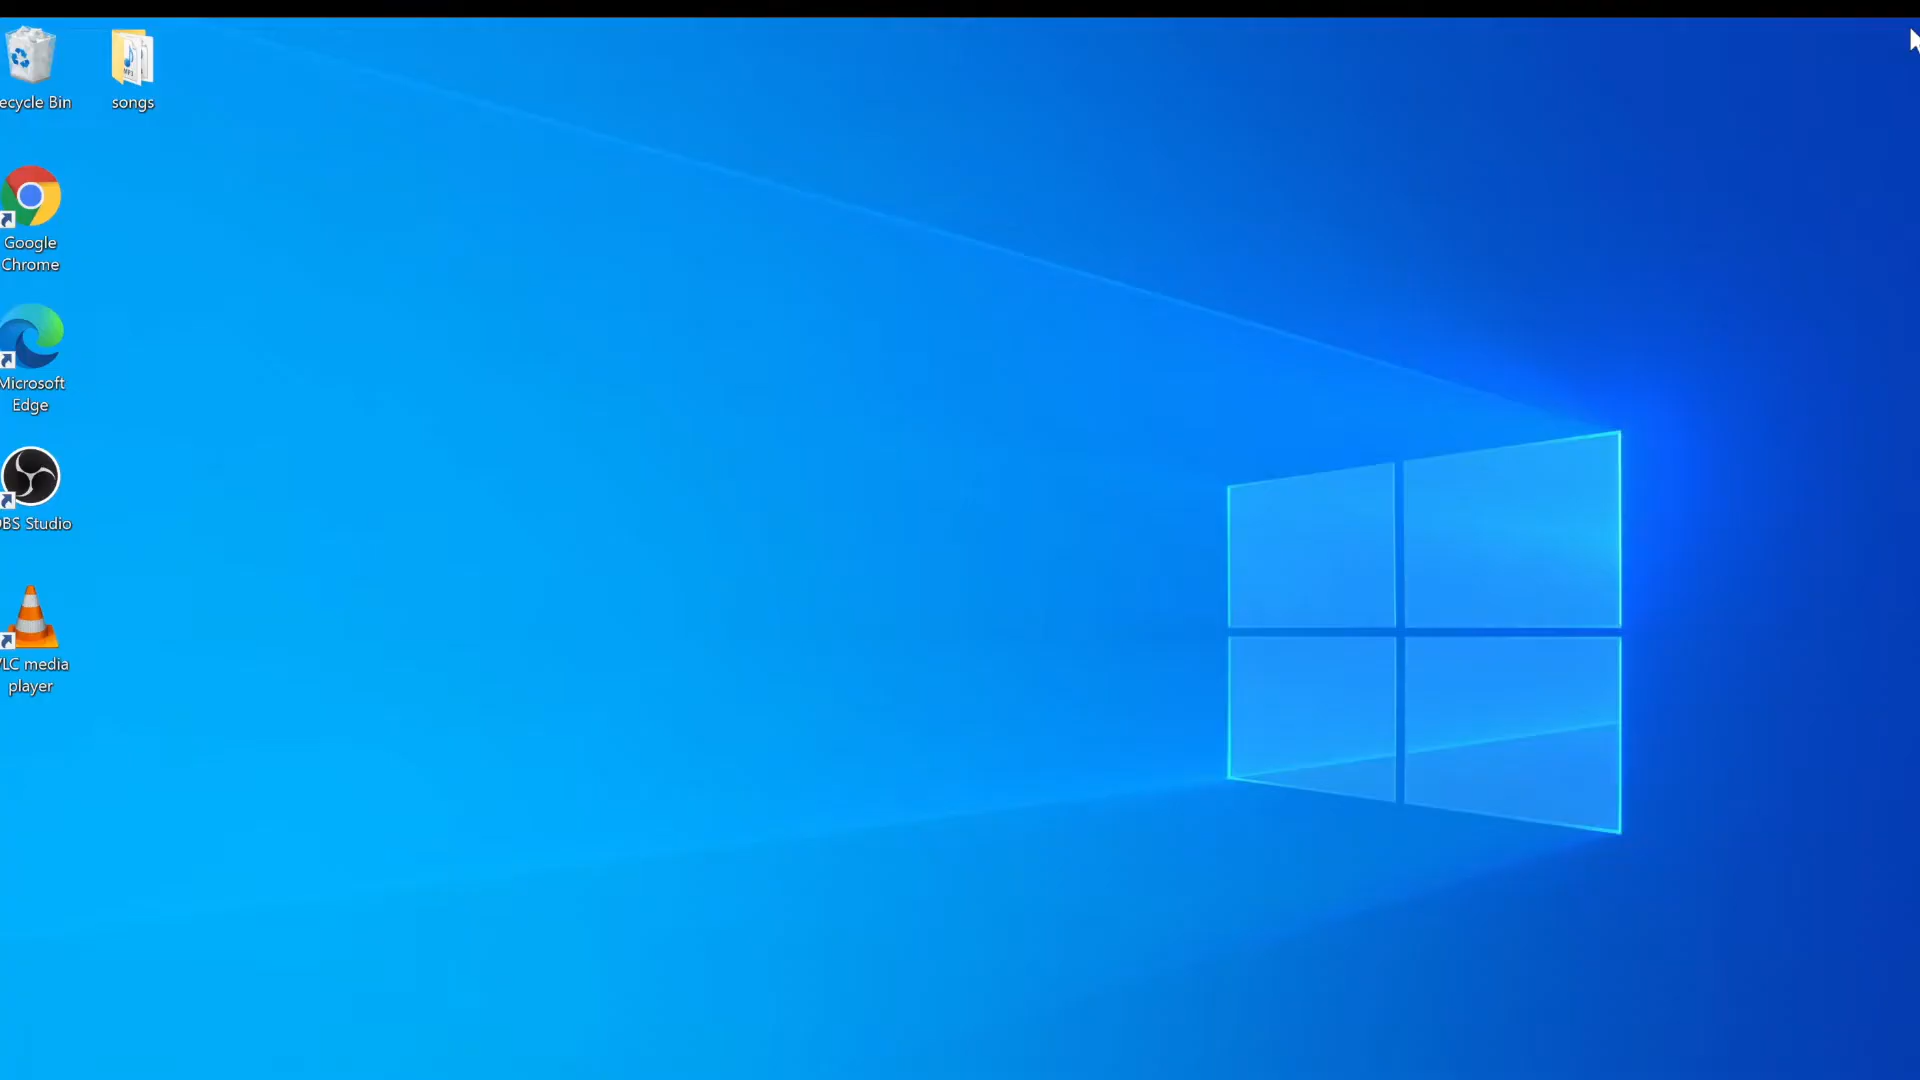 ecycle Bin
songs
Google
Chrome
Microsoft
Edge
BS Studio
LC media
player